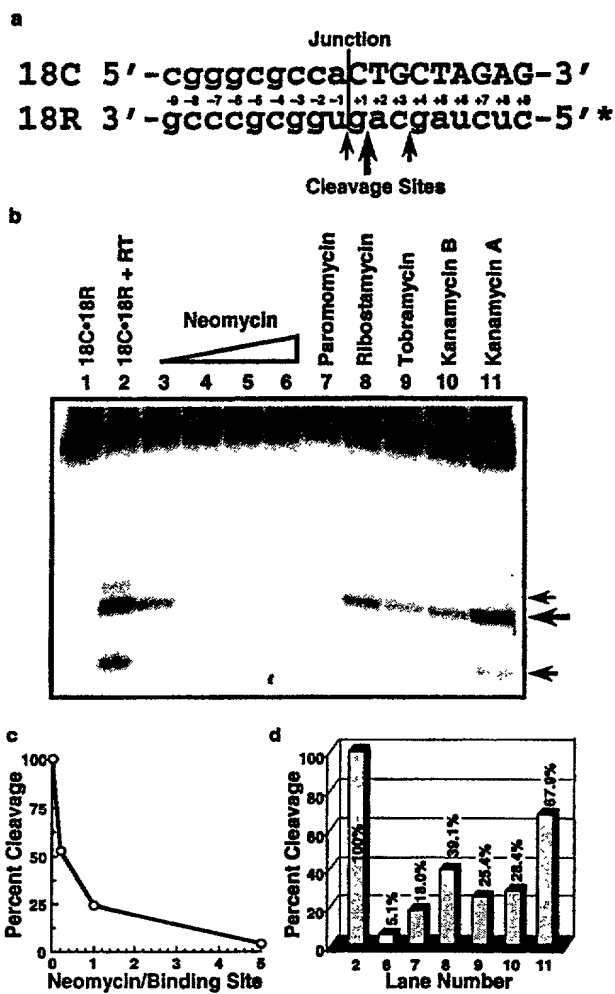 a
Junction
18C 5'-cgggcgccaCTGCTAGAG-3'
-9 -8 -7 -6 -5 -4 -3 -2 -1 +1 +2 +3 +4 +5 +6 +7 +8 +9
18R 3'-gcccgcggugacgaucuc-5'*
Cleavage Sites
b
18C•18R
18C•18R + RT
Neomycin
Paromomycin
Ribostamycin
Tobramycin
Kanamycin B
Kanamycin A
1 2 3 4 5 6 7 8 9 10 11
c
Percent Cleavage
100
75
50
25
0
0 1 2 3 4 5
Neomycin/Binding Site
d
Percent Cleavage
100
80
60
40
20
0
100%
5.1%
18.0%
39.1%
25.4%
28.4%
67.9%
2 6 7 8 9 10 11
Lane Number